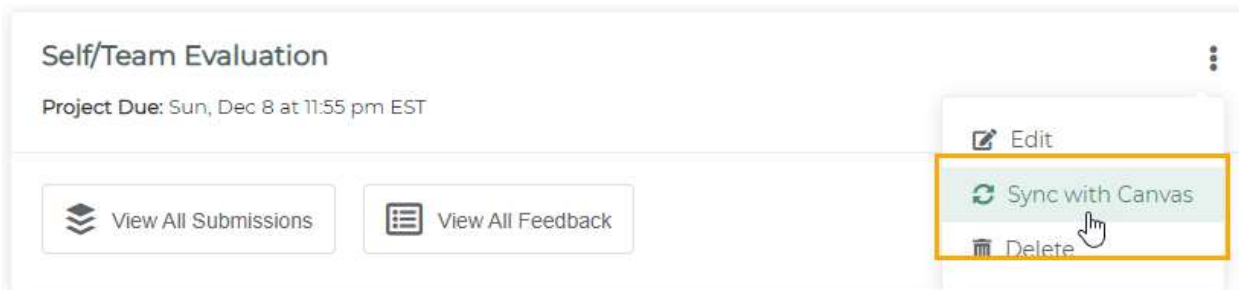 Self/Team Evaluation
Project Due: Sun, Dec 8 at 11:55 pm EST
Edit
Sync with Canvas
View All Submissions
View All Feedback
Delete